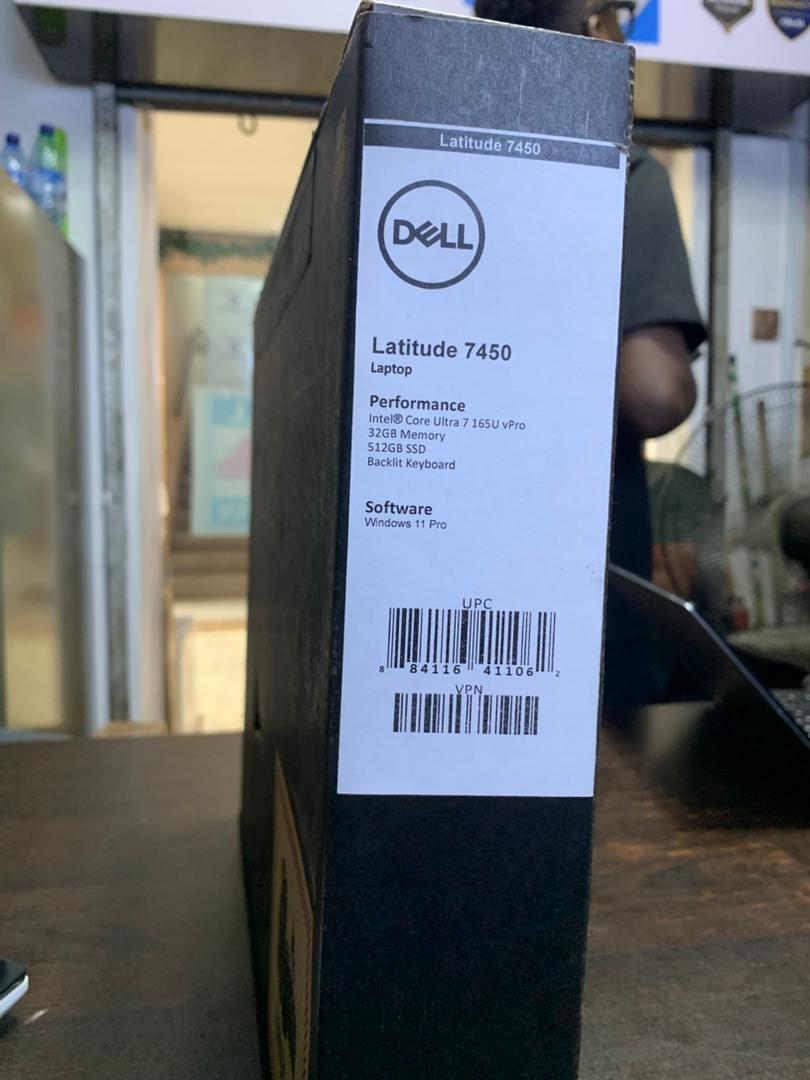 Latitude 7450
DELL
Latitude 7450
Laptop
Performance
Intel® Core Ultra 7 165U vPro
32GB Memory
512GB SSD
Backlit Keyboard
Software
Windows 11 Pro
UPC
8 84116 41106 2
VPN